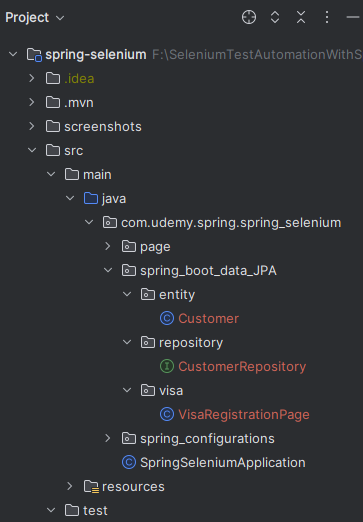 Project
spring-selenium F:\SeleniumTestAutomationWithS
.idea
.mvn
screenshots
src
main
java
com.udemy.spring.spring_selenium
page
spring_boot_data_JPA
entity
Customer
repository
CustomerRepository
visa
VisaRegistrationPage
spring_configurations
SpringSeleniumApplication
resources
test